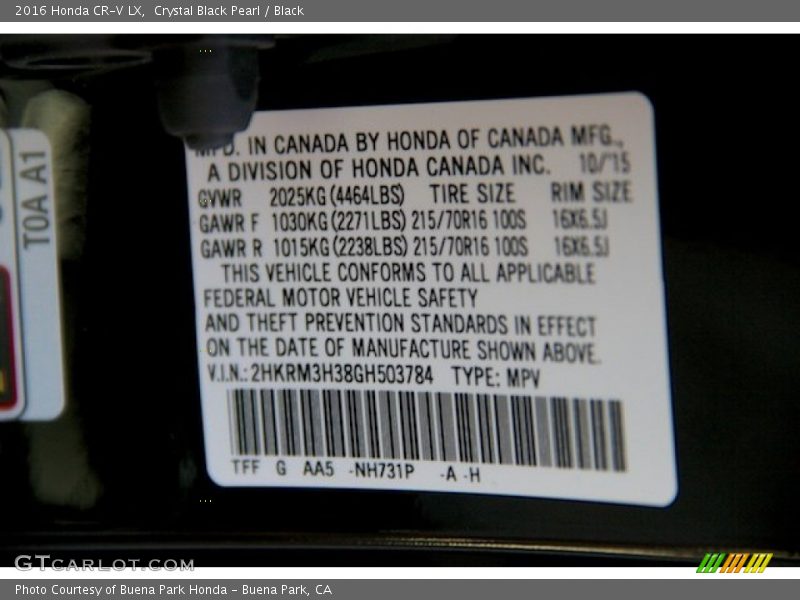 2016 Honda CR-V LX, Crystal Black Pearl / Black
TOA A1
MFD. IN CANADA BY HONDA OF CANADA MFG.,
A DIVISION OF HONDA CANADA INC. 10/'15
GVWR 2025KG (4464LBS) TIRE SIZE RIM SIZE
GAWR F 1030KG (2271LBS) 215/70R16 100S 16X6.5J
GAWR R 1015KG (2238LBS) 215/70R16 100S 16X6.5J
THIS VEHICLE CONFORMS TO ALL APPLICABLE
FEDERAL MOTOR VEHICLE SAFETY
AND THEFT PREVENTION STANDARDS IN EFFECT
ON THE DATE OF MANUFACTURE SHOWN ABOVE.
V.I.N.: 2HKRM3H38GH503784 TYPE: MPV
TFF G AA5 -NH731P -A -H
GTCARLOT.COM
Photo Courtesy of Buena Park Honda - Buena Park, CA